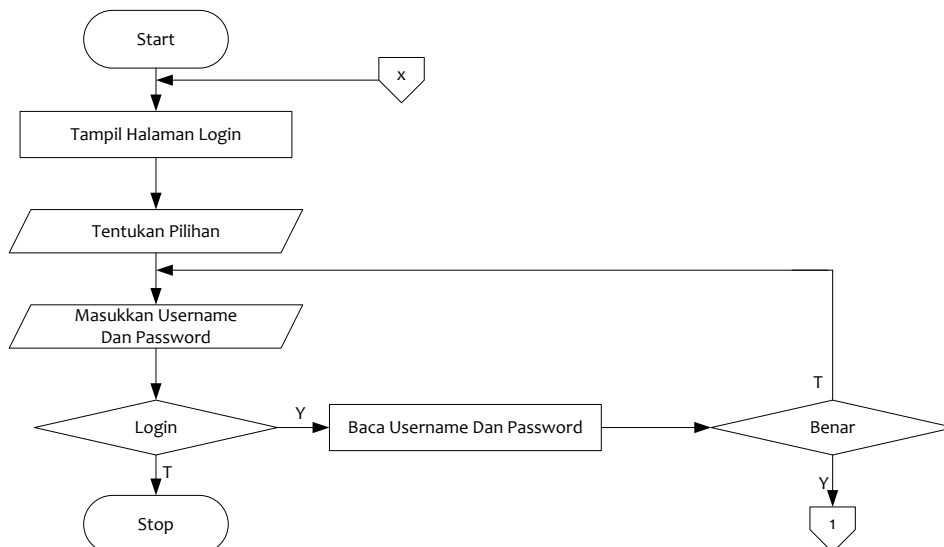 Start
x
Tampil Halaman Login
Tentukan Pilihan
Masukkan Username
Dan Password
T
Login
Y
Baca Username Dan Password
Benar
T
Y
Stop
1